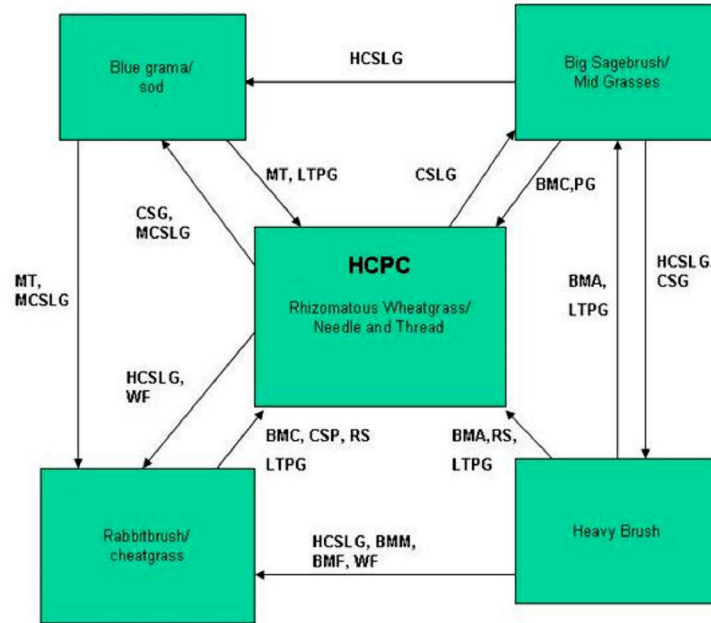 Blue grama/
sod
HCSLG
Big Sagebrush/
Mid Grasses
MT, LTPG
CSLG
BMC,PG
CSG,
MCSLG
HCPC
Rhizomatous Wheatgrass/
Needle and Thread
MT,
MCSLG
BMA,
LTPG
HCSLG,
CSG
HCSLG,
WF
BMC, CSP, RS
LTPG
BMA,RS,
LTPG
Rabbitbrush/
cheatgrass
HCSLG, BMM,
BMF, WF
Heavy Brush